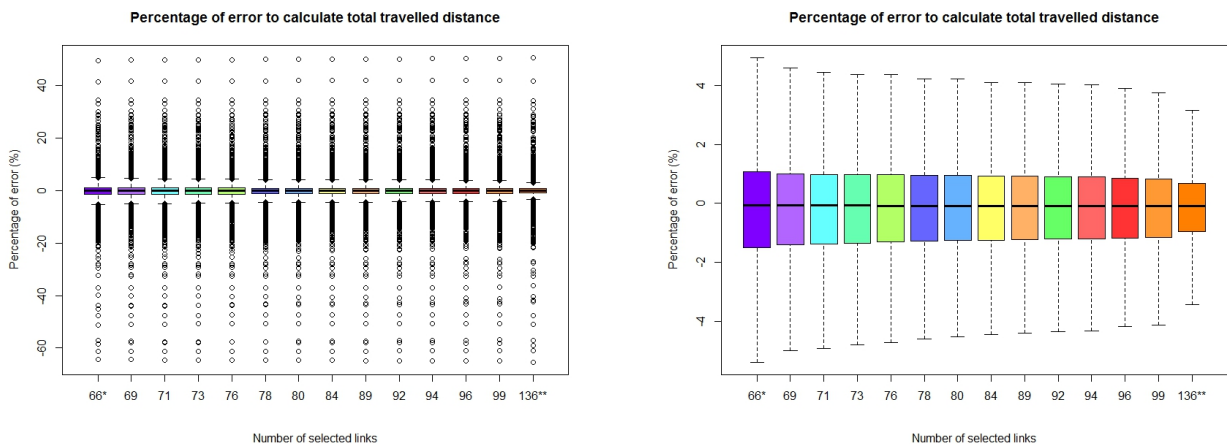 Percentage of error to calculate total travelled distance
Percentage of error (%)
40
20
0
-20
-40
-60
66* 69 71 73 76 78 80 84 89 92 94 96 99 136**
Number of selected links
Percentage of error to calculate total travelled distance
Percentage of error (%)
4
2
0
-2
-4
66* 69 71 73 76 78 80 84 89 92 94 96 99 136**
Number of selected links